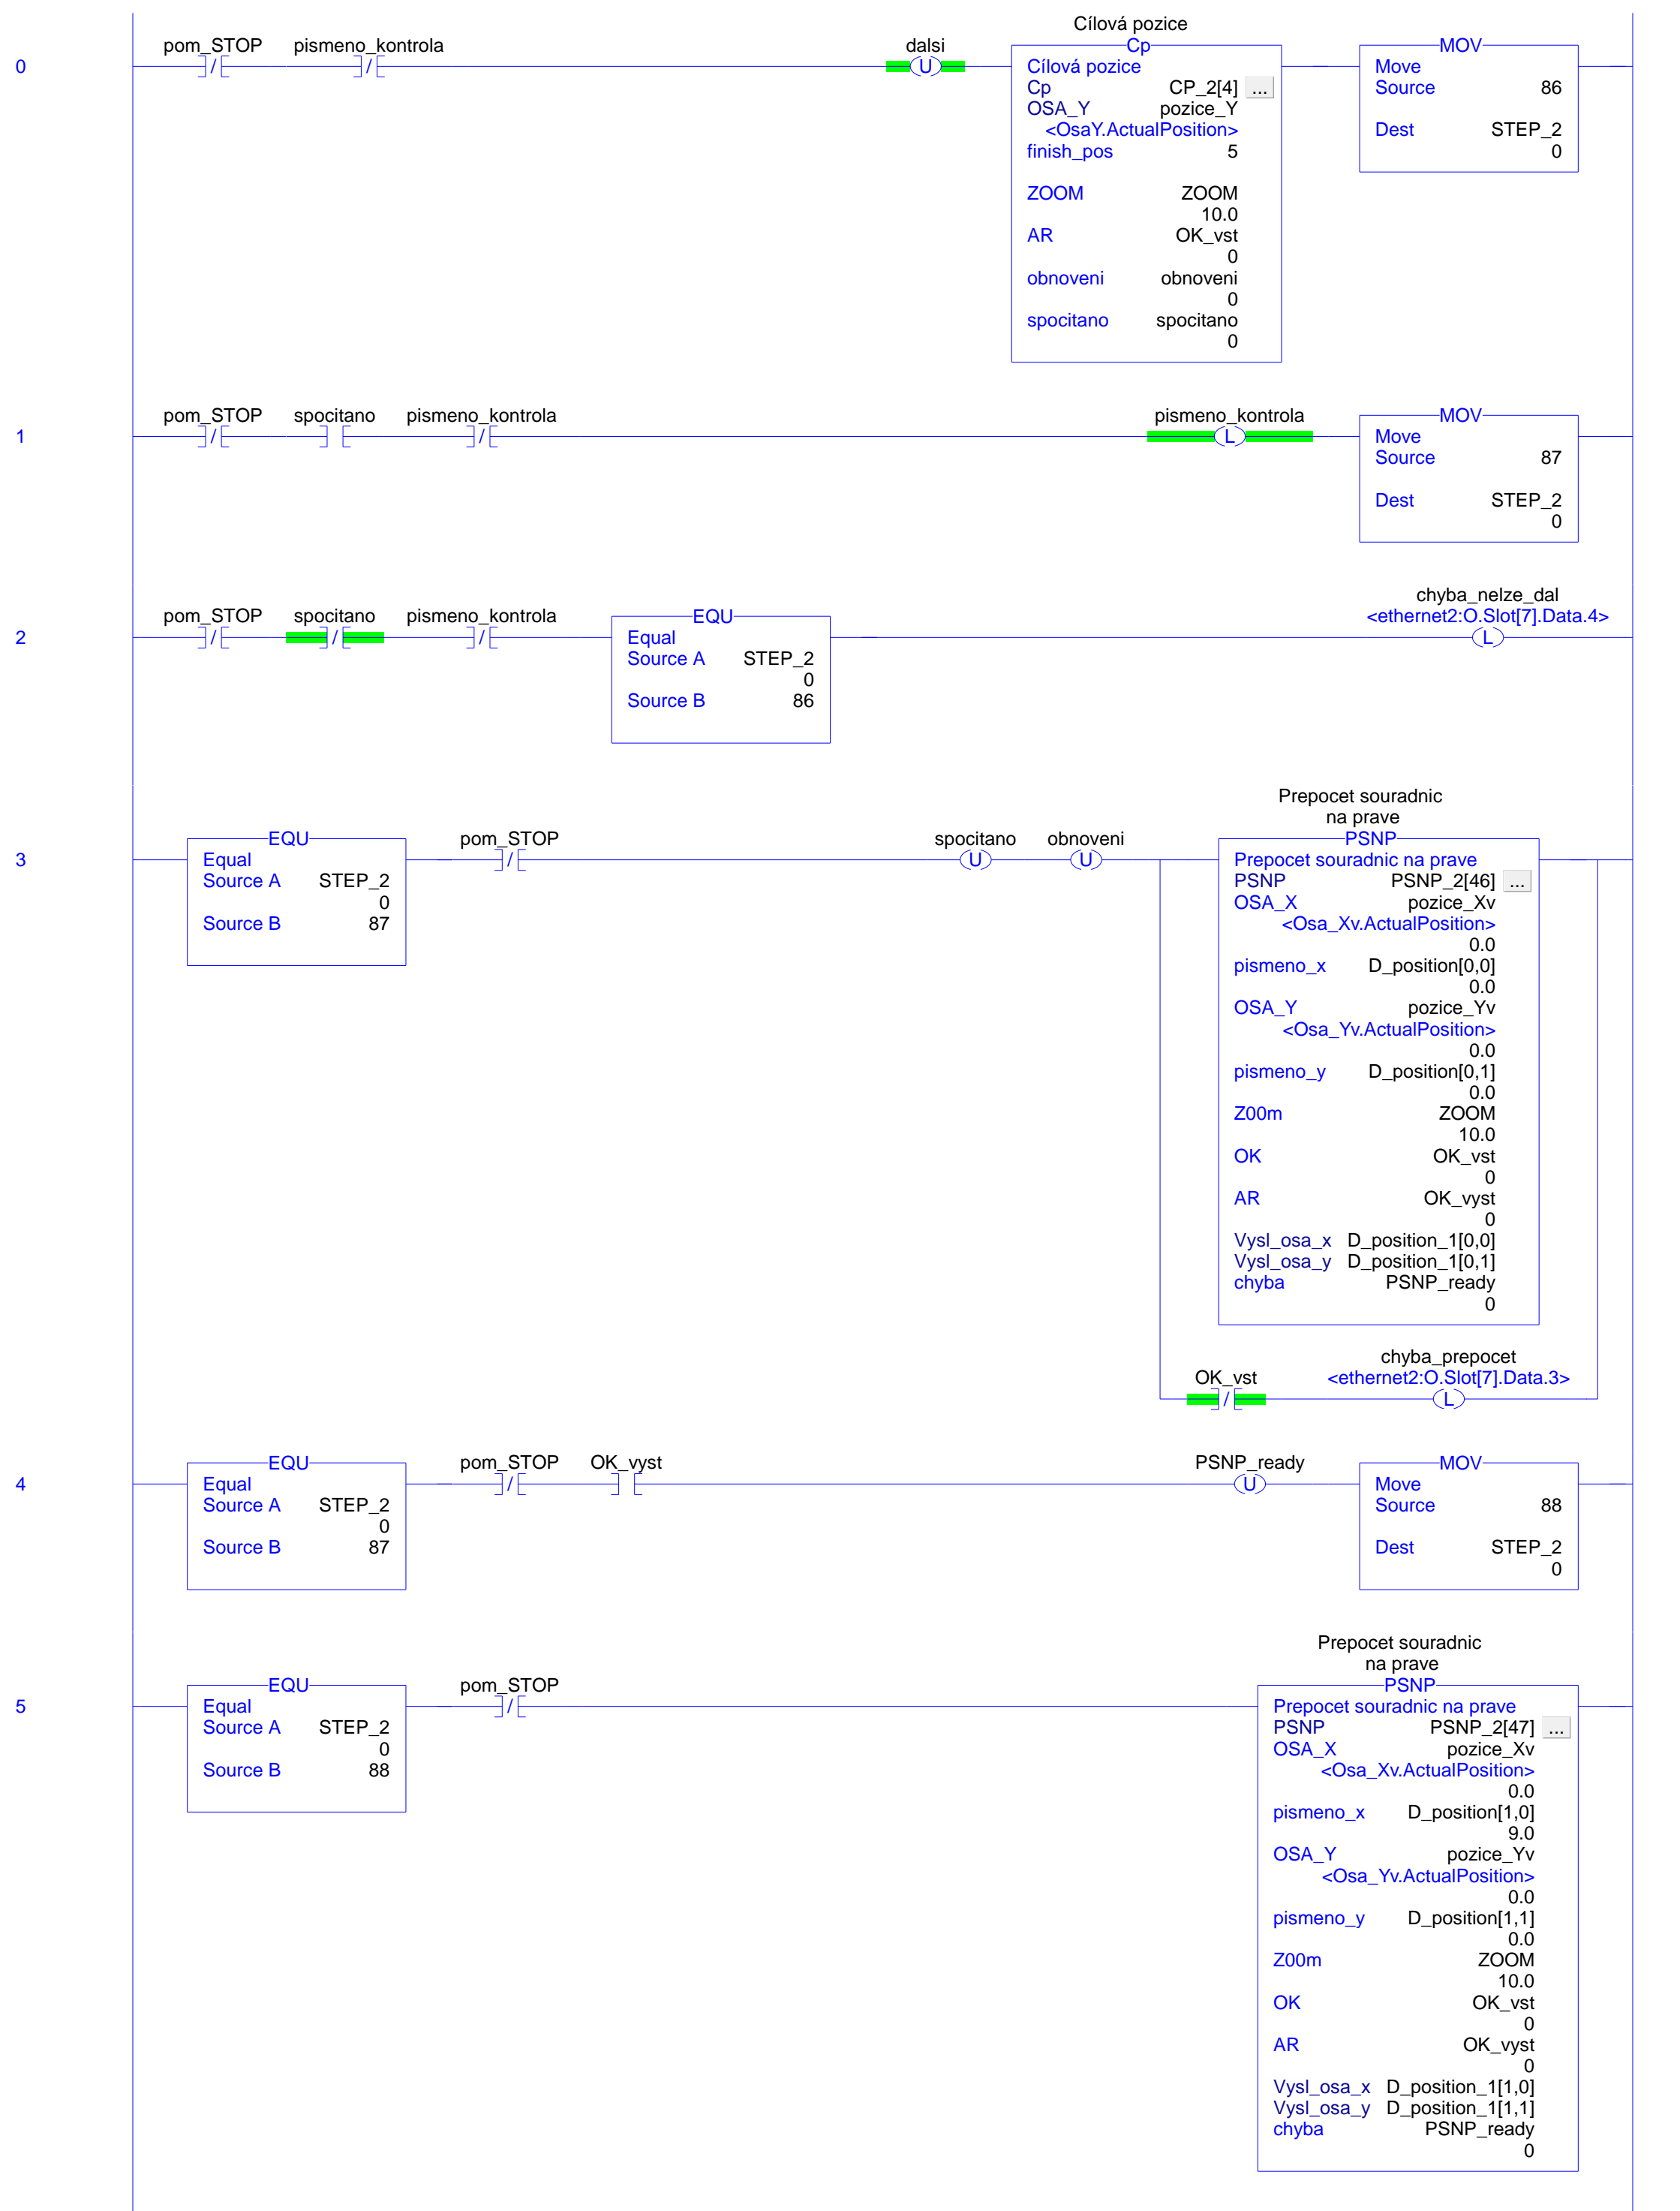 Cílová pozice
pom_STOP pismeno_kontrola dalsi Cp MOV
0 / / U Cílová pozice Move
Cp CP_2[4] ... Source 86
OSA_Y pozice_Y
<OsaY.ActualPosition> Dest STEP_2
finish_pos 5 0
ZOOM ZOOM
10.0
AR OK_vst
0
obnoveni obnoveni
0
spocitano spocitano
0
pom_STOP spocitano pismeno_kontrola pismeno_kontrola MOV
1 / / L Move
Source 87
Dest STEP_2
0
chyba_nelze_dal
pom_STOP spocitano pismeno_kontrola EQU <ethernet2:O.Slot[7].Data.4>
2 / / / Equal L
Source A STEP_2
0
Source B 86
Prepocet souradnic
na prave
EQU pom_STOP spocitano obnoveni PSNP
3 Equal / U U Prepocet souradnic na prave
Source A STEP_2 PSNP PSNP_2[46] ...
0 OSA_X pozice_Xv
Source B 87 <Osa_Xv.ActualPosition>
0.0
pismeno_x D_position[0,0]
0.0
OSA_Y pozice_Yv
<Osa_Yv.ActualPosition>
0.0
pismeno_y D_position[0,1]
0.0
Z00m ZOOM
10.0
OK OK_vst
0
AR OK_vyst
0
Vysl_osa_x D_position_1[0,0]
Vysl_osa_y D_position_1[0,1]
chyba PSNP_ready
0
chyba_prepocet
OK_vst <ethernet2:O.Slot[7].Data.3>
/ L
EQU pom_STOP OK_vyst PSNP_ready MOV
4 Equal / U Move
Source A STEP_2 Source 88
0
Source B 87 Dest STEP_2
0
Prepocet souradnic
na prave
EQU pom_STOP PSNP
5 Equal / Prepocet souradnic na prave
Source A STEP_2 PSNP PSNP_2[47] ...
0 OSA_X pozice_Xv
Source B 88 <Osa_Xv.ActualPosition>
0.0
pismeno_x D_position[1,0]
9.0
OSA_Y pozice_Yv
<Osa_Yv.ActualPosition>
0.0
pismeno_y D_position[1,1]
0.0
Z00m ZOOM
10.0
OK OK_vst
0
AR OK_vyst
0
Vysl_osa_x D_position_1[1,0]
Vysl_osa_y D_position_1[1,1]
chyba PSNP_ready
0